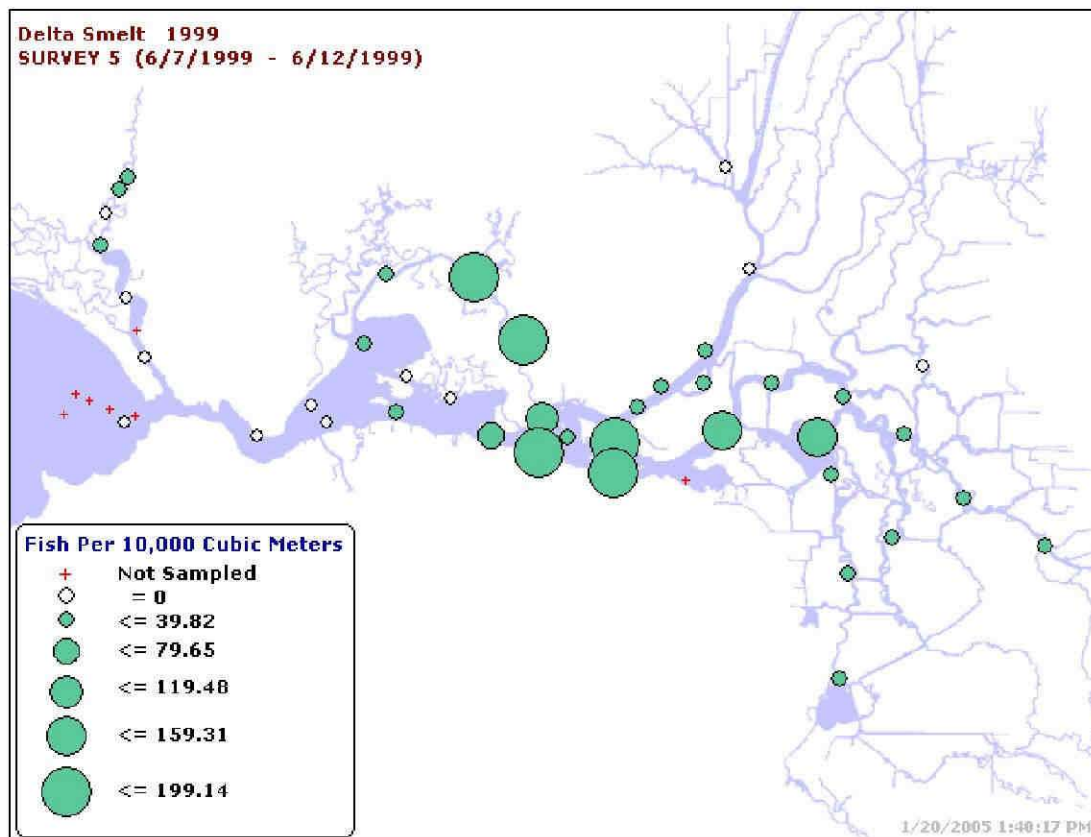 Delta Smelt 1999
SURVEY 5 (6/7/1999 - 6/12/1999)
Fish Per 10,000 Cubic Meters
Not Sampled
= 0
<= 39.82
<= 79.65
<= 119.48
<= 159.31
<= 199.14
1/20/2005 1:40:17 PM